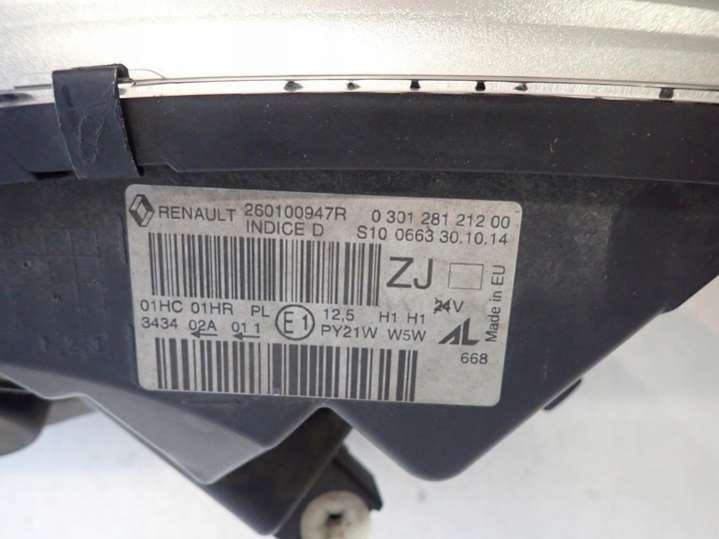 RENAULT 260100947R 0 301 281 212 00
INDICE D S10 0663 30.10.14
ZJ
Made in EU
01HC 01HR PL E1 12,5 H1 H1 24V
3434 02A 01 1 PY21W W5W AL
668